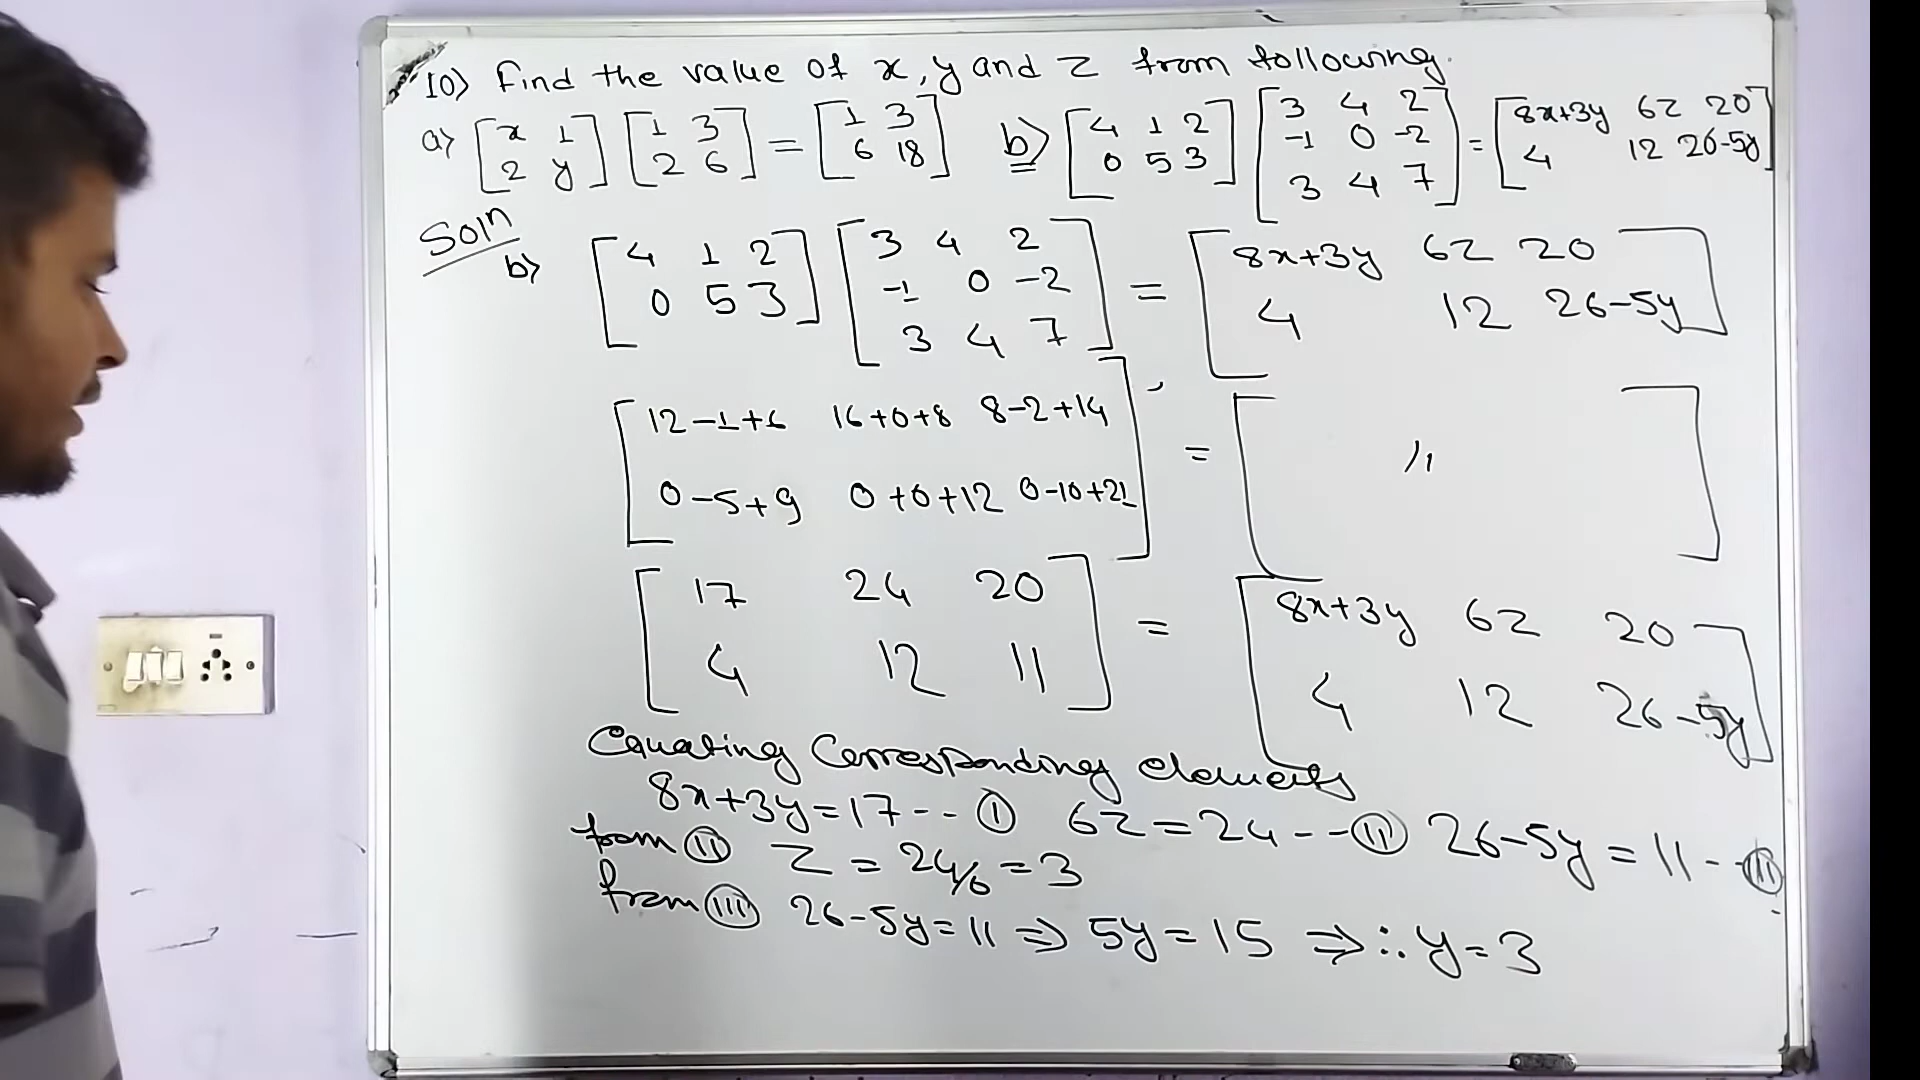 10) Find the value of x, y and z from following.
a) [x 1 2 y] [1 3 2 6] = [1 3 6 18] b) [4 1 2 0 5 3] [3 4 2 -1 0 -2 3 4 7] = [8x+3y 6z 20 4 12 26-5y]
Soln
b) [4 1 2 0 5 3] [3 4 2 -1 0 -2 3 4 7] = [8x+3y 6z 20 4 12 26-5y]
[12-1+6 16+0+8 8-2+14
0-5+9 0+0+12 0-10+21] = [ 〃 ]
[17 24 20 = [8x+3y 6z 20
4 12 11] 4 12 26-5y]
Equating Corresponding elements
8x+3y=17-- Ⓘ 6z=24--Ⓘ Ⓘ 26-5y=11--Ⓘ Ⓘ Ⓘ
from (II) z = 24/6 = 3
from (III) 26-5y=11 ⇒ 5y=15 ⇒ ∴ y=3